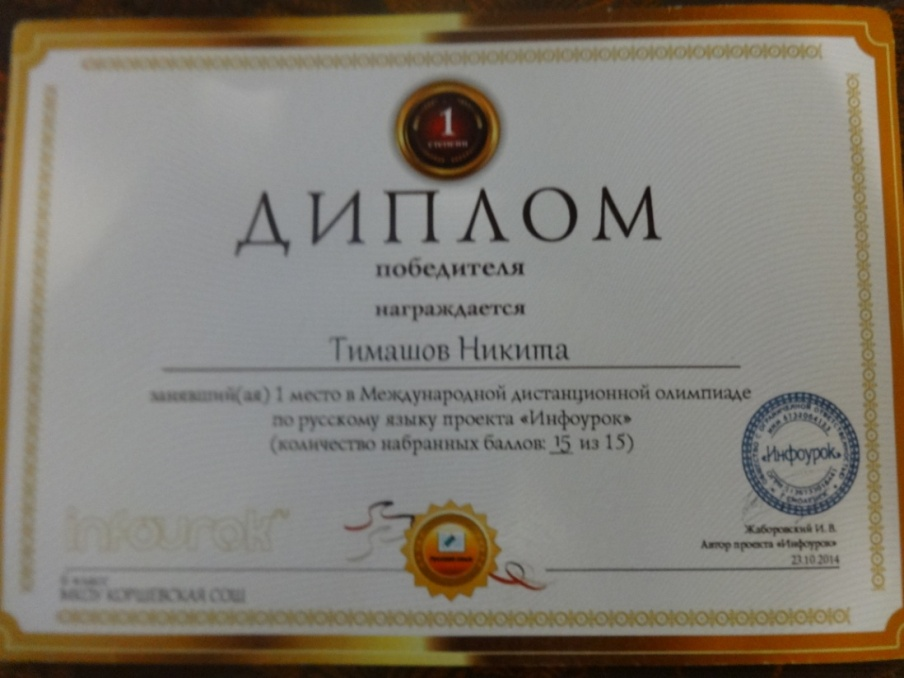 1
степени
ДИПЛОМ
победителя
награждается
Тимашов Никита
занявший(ая) 1 место в Международной дистанционной олимпиаде
по русскому языку проекта «Инфоурок»
(количество набранных баллов: 15 из 15)
«Инфоурок»
infourok
Жаборовский И. В.
Автор проекта «Инфоурок»
23.10.2014
6 класс
МКОУ КОРШЕВСКАЯ СОШ